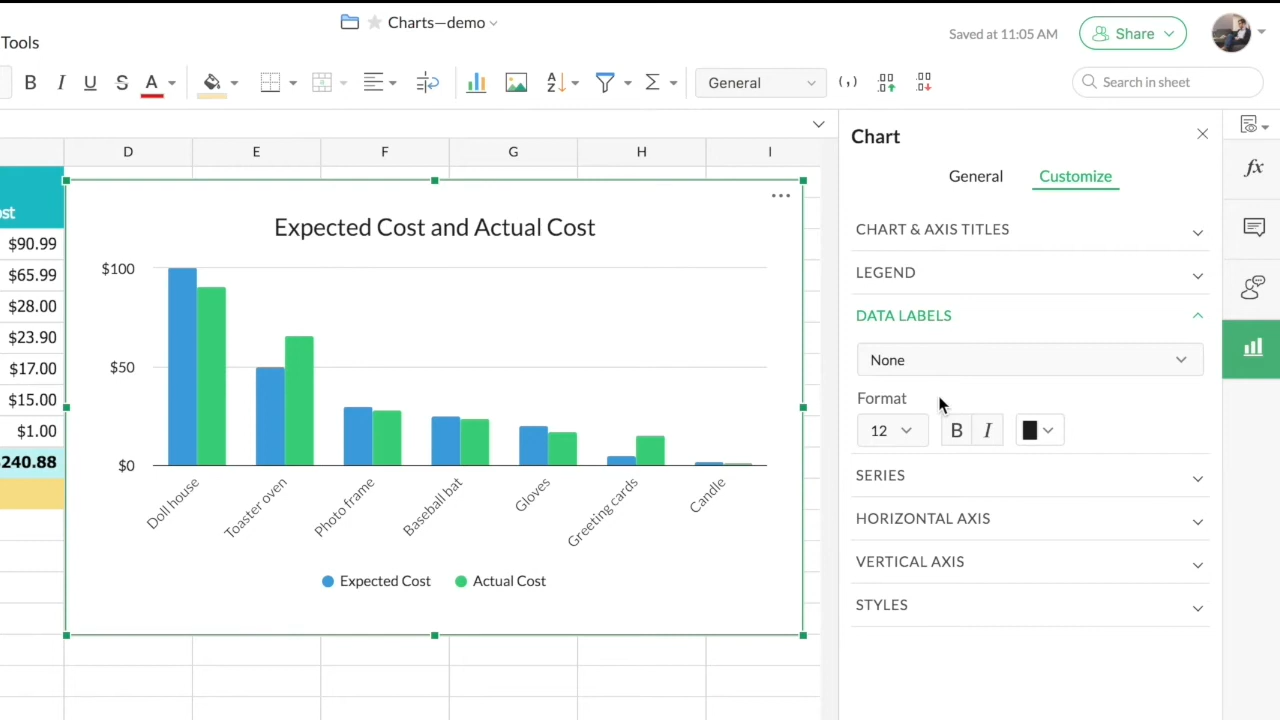 Charts—demo
Saved at 11:05 AM
Share
Tools
B I U S A
General
Search in sheet
Chart
General
Customize
D E F G H I
ost
$90.99
$65.99
$28.00
$23.90
$17.00
$15.00
$1.00
240.88
Expected Cost and Actual Cost
$100
$50
$0
Doll house
Toaster oven
Photo frame
Baseball bat
Gloves
Greeting cards
Candle
Expected Cost
Actual Cost
CHART & AXIS TITLES
LEGEND
DATA LABELS
None
Format
12
B I
SERIES
HORIZONTAL AXIS
VERTICAL AXIS
STYLES
fx